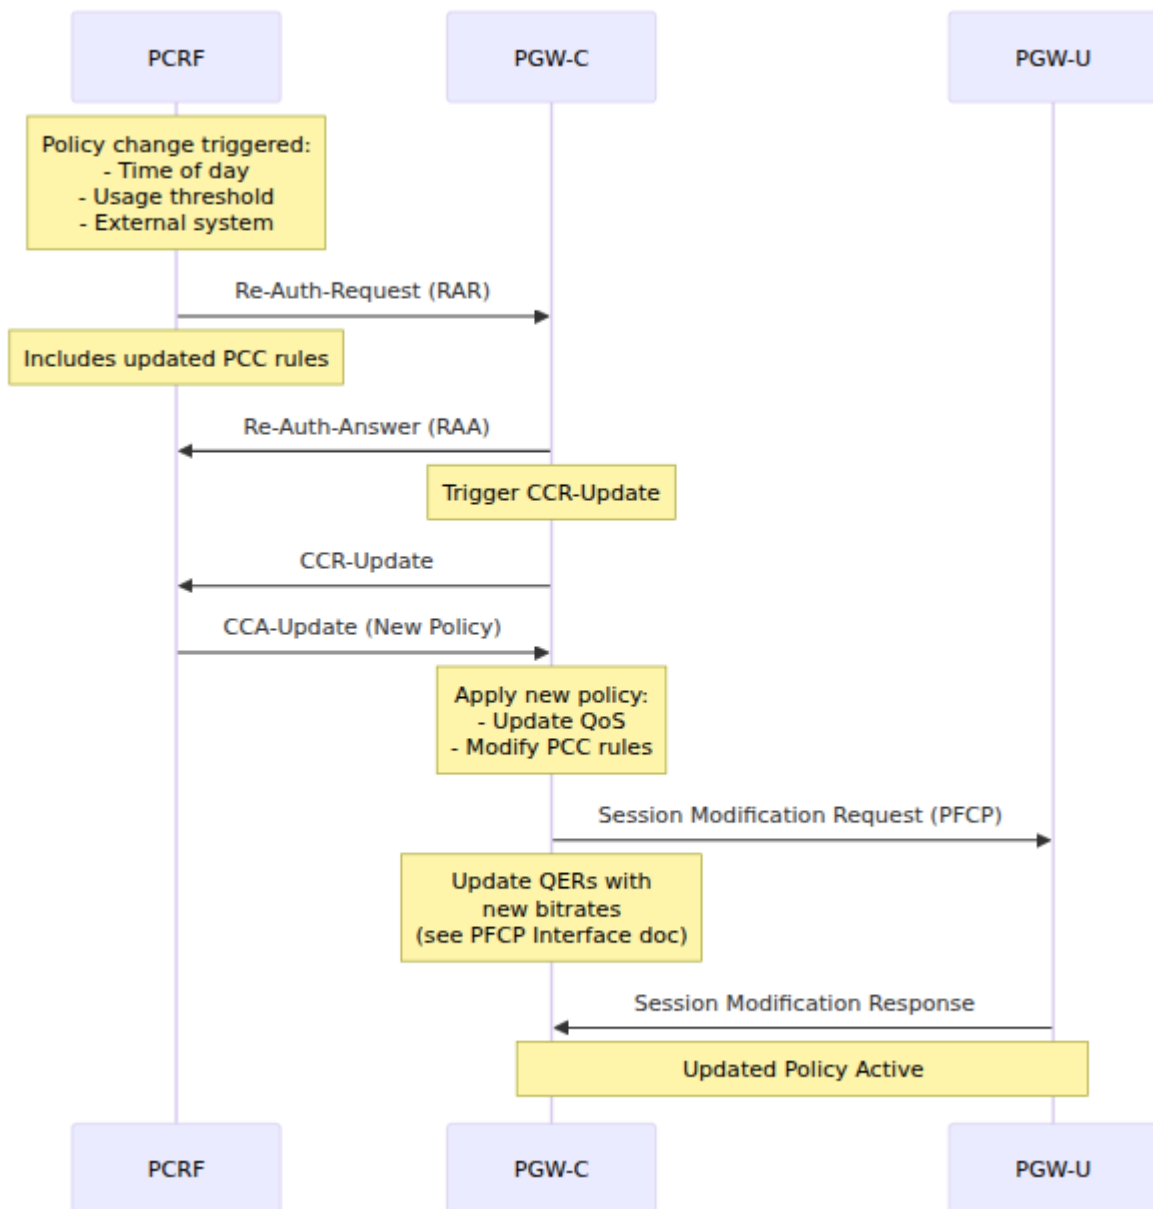 PCRF
PGW-C
PGW-U
Policy change triggered:
- Time of day
- Usage threshold
- External system
Re-Auth-Request (RAR)
Includes updated PCC rules
Re-Auth-Answer (RAA)
Trigger CCR-Update
CCR-Update
CCA-Update (New Policy)
Apply new policy:
- Update QoS
- Modify PCC rules
Session Modification Request (PFCP)
Update QERs with
new bitrates
(see PFCP Interface doc)
Session Modification Response
Updated Policy Active
PCRF
PGW-C
PGW-U